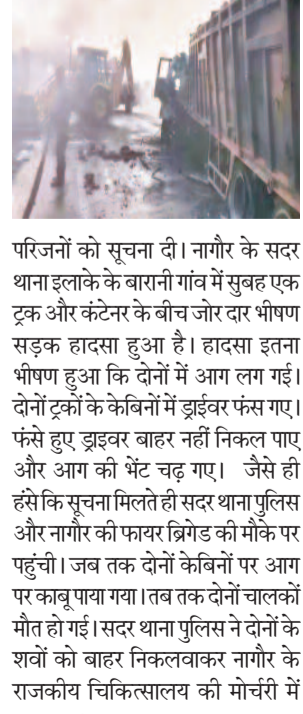 परिजनों को सूचना दी। नागौर के सदर
थाना इलाके के बारानी गांव में सुबह एक
ट्रक और कंटेनर के बीच जोर दार भीषण
सड़क हादसा हुआ है। हादसा इतना
भीषण हुआ कि दोनों में आग लग गई।
दोनों ट्रकों के केबिनों में ड्राईवर फंस गए।
फंसे हुए ड्राइवर बाहर नहीं निकल पाए
और आग की भेंट चढ़ गए। जैसे ही
हंसे कि सूचना मिलते ही सदर थाना पुलिस
और नागौर की फायर ब्रिगेड की मौके पर
पहुंची। जब तक दोनों केबिनों पर आग
पर काबू पाया गया। तब तक दोनों चालकों
मौत हो गई। सदर थाना पुलिस ने दोनों के
शवों को बाहर निकलवाकर नागौर के
राजकीय चिकित्सालय की मोर्चरी में